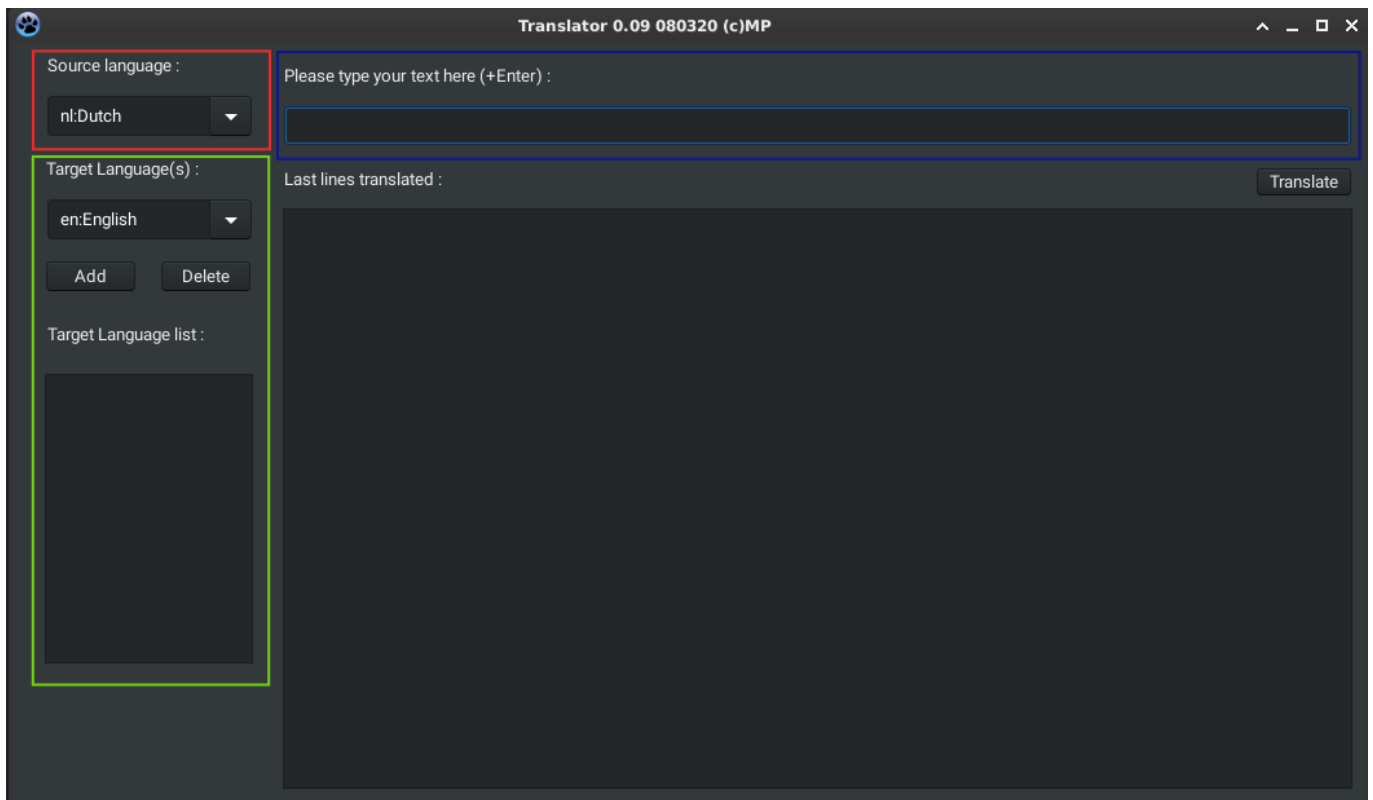 Translator 0.09 080320 (c)MP
Source language :
nl:Dutch
Target Language(s) :
en:English
Add Delete
Target Language list :
Please type your text here (+Enter) :
Last lines translated :
Translate